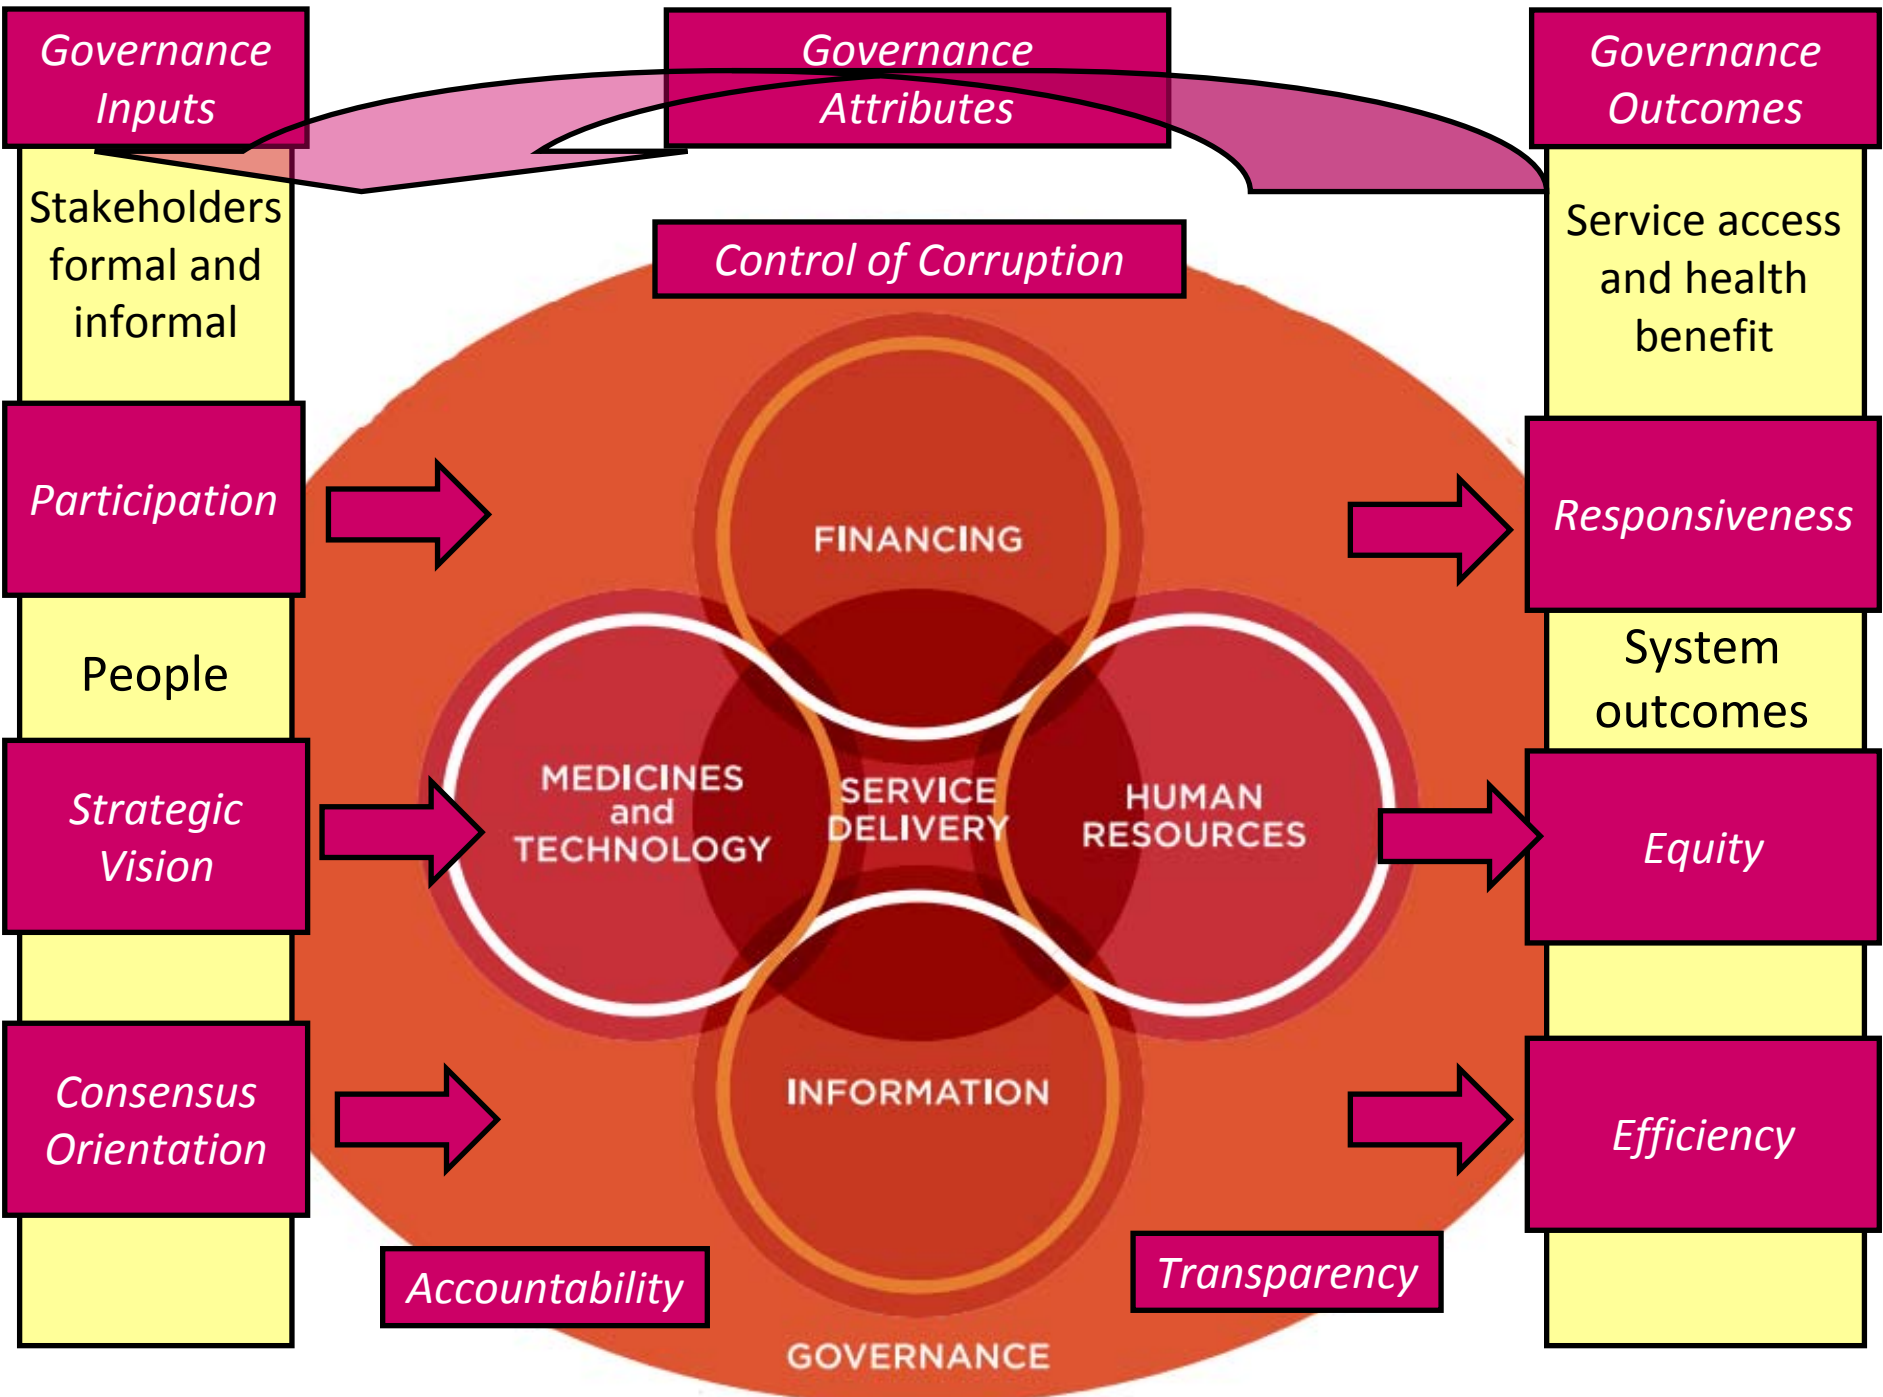 Governance
Inputs
Governance
Attributes
Governance
Outcomes
Stakeholders
formal and
informal
Control of Corruption
Service access
and health
benefit
Participation
FINANCING
Responsiveness
People
System
outcomes
Strategic
Vision
MEDICINES
and
TECHNOLOGY
SERVICE
DELIVERY
HUMAN
RESOURCES
Equity
Consensus
Orientation
INFORMATION
Efficiency
Accountability
Transparency
GOVERNANCE